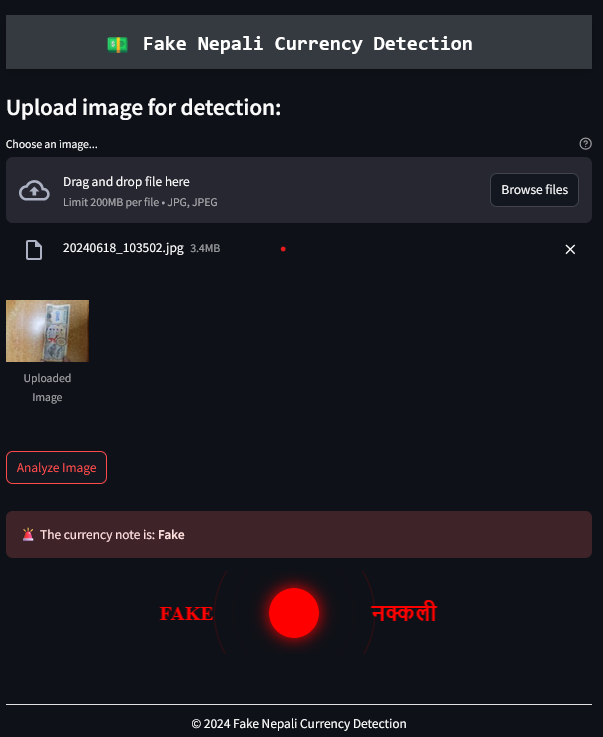 Fake Nepali Currency Detection
Upload image for detection:
Choose an image...
Drag and drop file here
Limit 200MB per file • JPG, JPEG
Browse files
20240618_103502.jpg 3.4MB
Uploaded
Image
Analyze Image
The currency note is: Fake
FAKE
नक्कली
© 2024 Fake Nepali Currency Detection